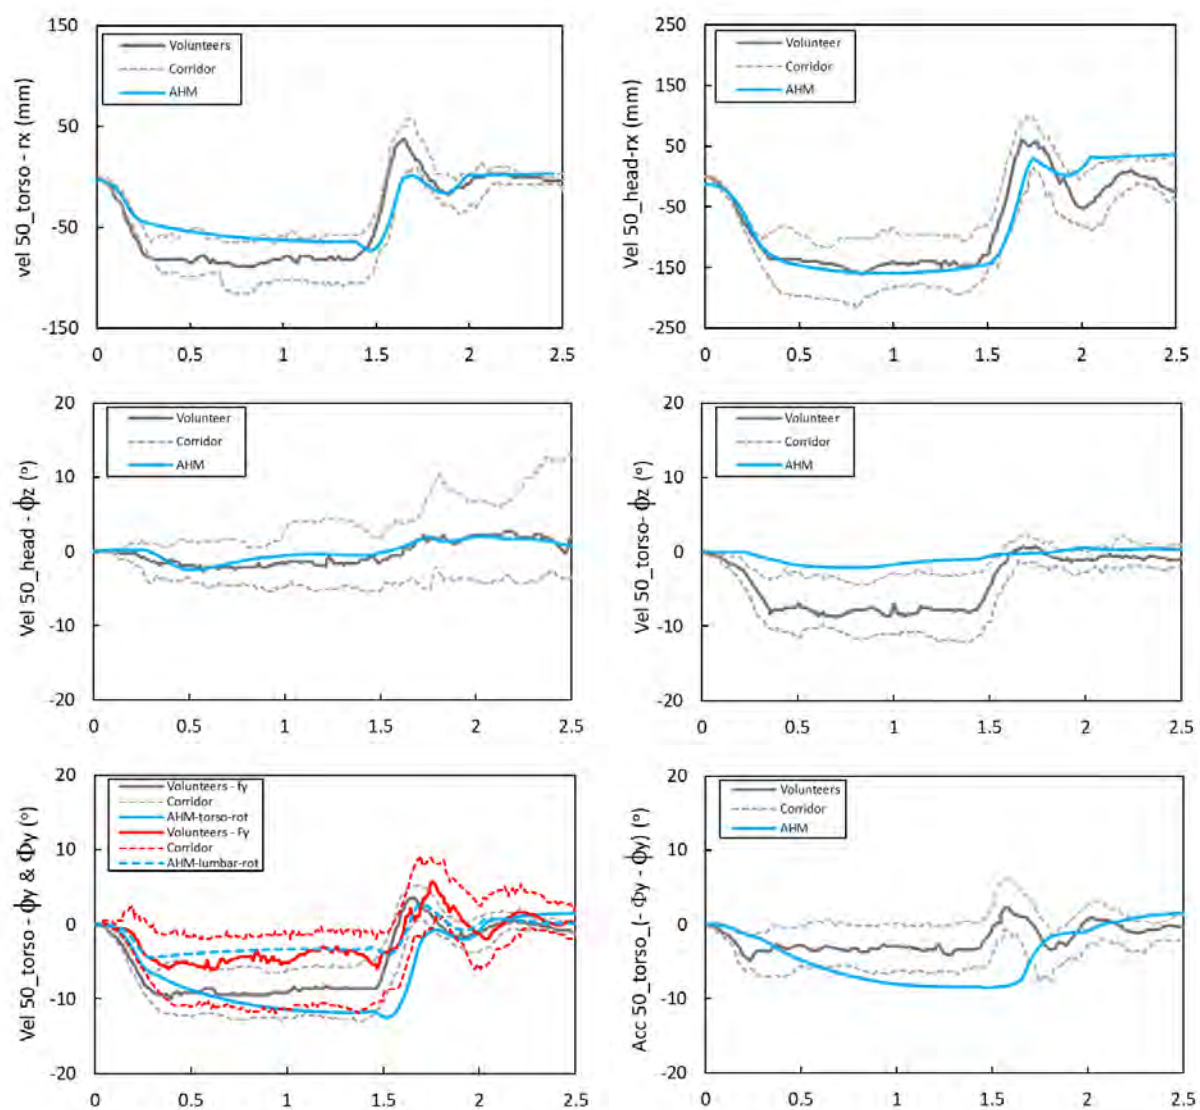 vel 50_torso - rx (mm)
150
50
-50
-150
Volunteers
Corridor
AHM
0 0.5 1 1.5 2 2.5
Vel 50_head-rx (mm)
250
150
50
-50
-150
-250
Volunteer
Corridor
AHM
0 0.5 1 1.5 2 2.5
Vel 50_head - ϕz (º)
20
10
0
-10
-20
Volunteer
Corridor
AHM
0 0.5 1 1.5 2 2.5
Vel 50_torso- ϕz (º)
20
10
0
-10
-20
Volunteer
Corridor
AHM
0 0.5 1 1.5 2 2.5
Vel 50_torso - ϕy & Φy (º)
20
10
0
-10
-20
Volunteers - fy
Corridor
AHM-torso-rot
Volunteers - Fy
Corridor
AHM-lumbar-rot
0 0.5 1 1.5 2 2.5
Acc 50_torso_(- Φy - ϕy) (º)
20
10
0
-10
-20
Volunteers
Corridor
AHM
0 0.5 1 1.5 2 2.5